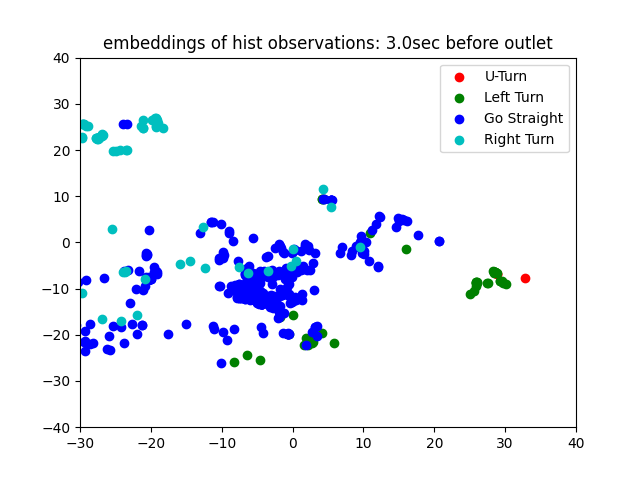 embeddings of hist observations: 3.0sec before outlet
U-Turn
Left Turn
Go Straight
Right Turn
40
30
20
10
0
−10
−20
−30
−40
−30 −20 −10 0 10 20 30 40